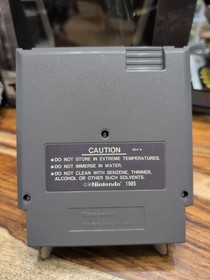 CAUTION
REV-A
●DO NOT STORE IN EXTREME TEMPERATURES.
●DO NOT IMMERSE IN WATER.
●DO NOT CLEAN WITH BENZENE, THINNER,
ALCOHOL OR OTHER SUCH SOLVENTS.
©®Nintendo 1985